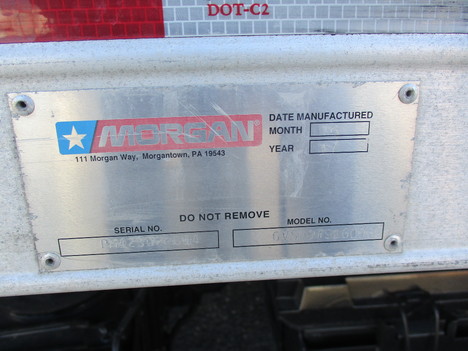 DOT-C2
MORGAN
111 Morgan Way, Morgantown, PA 19543
DATE MANUFACTURED
MONTH
YEAR
DO NOT REMOVE
SERIAL NO.
MODEL NO.